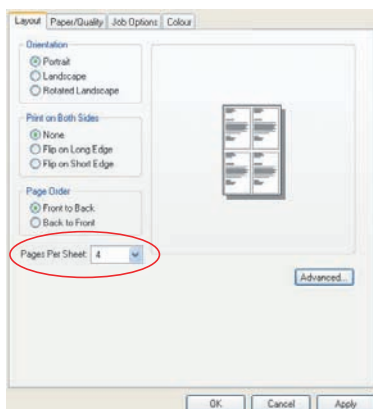 Layout Paper/Quality Job Options Colour
Orientation
Portrait
Landscape
Rotated Landscape
Print on Both Sides
None
Flip on Long Edge
Flip on Short Edge
Page Order
Front to Back
Back to Front
Pages Per Sheet: 4
Advanced...
OK Cancel Apply